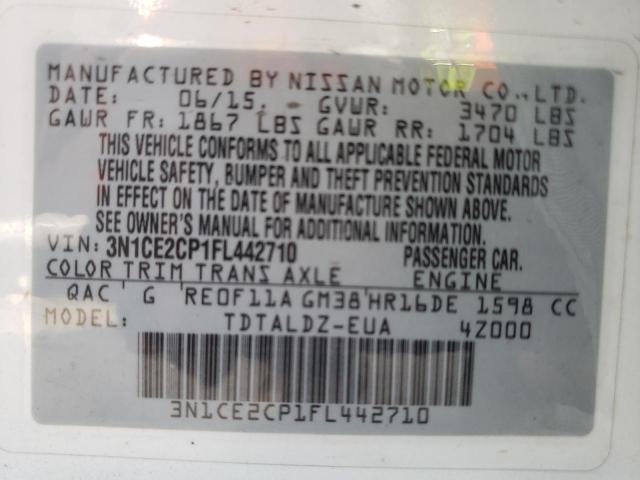 MANUFACTURED BY NISSAN MOTOR CO., LTD.
DATE: 06/15. GVWR: 3470 LBS
GAWR FR: 1867 LBS GAWR RR: 1704 LBS
THIS VEHICLE CONFORMS TO ALL APPLICABLE FEDERAL MOTOR
VEHICLE SAFETY, BUMPER AND THEFT PREVENTION STANDARDS
IN EFFECT ON THE DATE OF MANUFACTURE SHOWN ABOVE.
SEE OWNER'S MANUAL FOR ADDITIONAL INFORMATION.
VIN: 3N1CE2CP1FL442710 PASSENGER CAR.
COLOR TRIM TRANS AXLE ENGINE
QAC G RE0F11A GM38 HR16DE 1598 CC
MODEL: TDTALDZ-EUA 4Z000
3N1CE2CP1FL442710